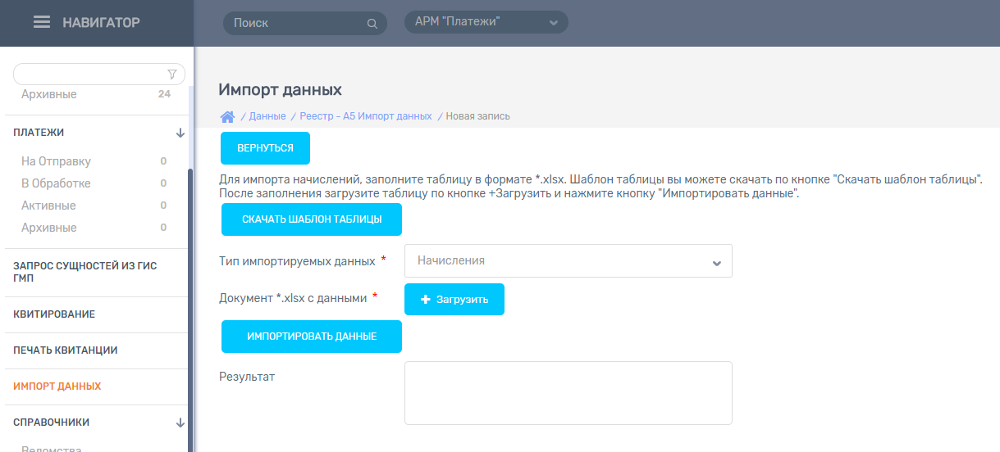 НАВИГАТОР
Поиск
АРМ "Платежи"
Архивные 24
ПЛАТЕЖИ
На Отправку 0
В Обработке 0
Активные 0
Архивные 0
ЗАПРОС СУЩНОСТЕЙ ИЗ ГИС
ГМП
КВИТИРОВАНИЕ
ПЕЧАТЬ КВИТАНЦИИ
ИМПОРТ ДАННЫХ
СПРАВОЧНИКИ
Ведомства
Импорт данных
/ Данные / Реестр - А5 Импорт данных / Новая запись
ВЕРНУТЬСЯ
Для импорта начислений, заполните таблицу в формате *.xlsx. Шаблон таблицы вы можете скачать по кнопке "Скачать шаблон таблицы".
После заполнения загрузите таблицу по кнопке +Загрузить и нажмите кнопку "Импортировать данные".
СКАЧАТЬ ШАБЛОН ТАБЛИЦЫ
Тип импортируемых данных * Начисления
Документ *.xlsx с данными * + Загрузить
ИМПОРТИРОВАТЬ ДАННЫЕ
Результат